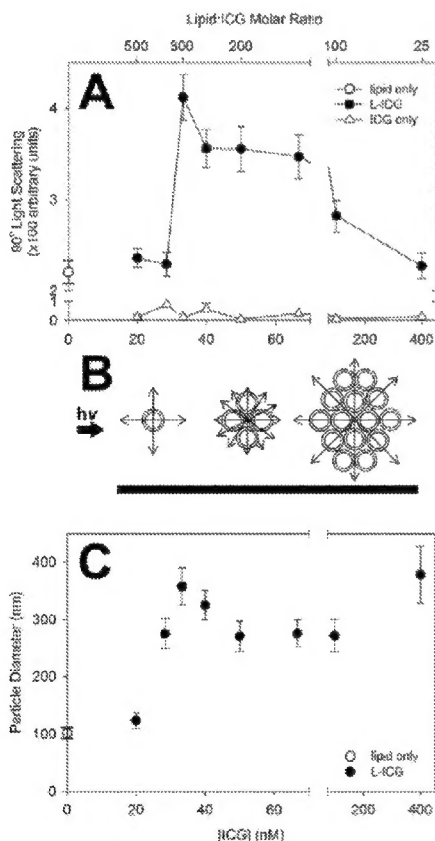 Lipid:ICG Molar Ratio
500 300 200 100 25
A
lipid only
L-ICG
ICG only
90° Light Scattering
(x100 arbitrary units)
4
3
2
1
0
0 20 40 60 200 400
B
hν
C
Particle Diameter (nm)
400
300
200
100
0
lipid only
L-ICG
0 20 40 60 200 400
[ICG] (nM)